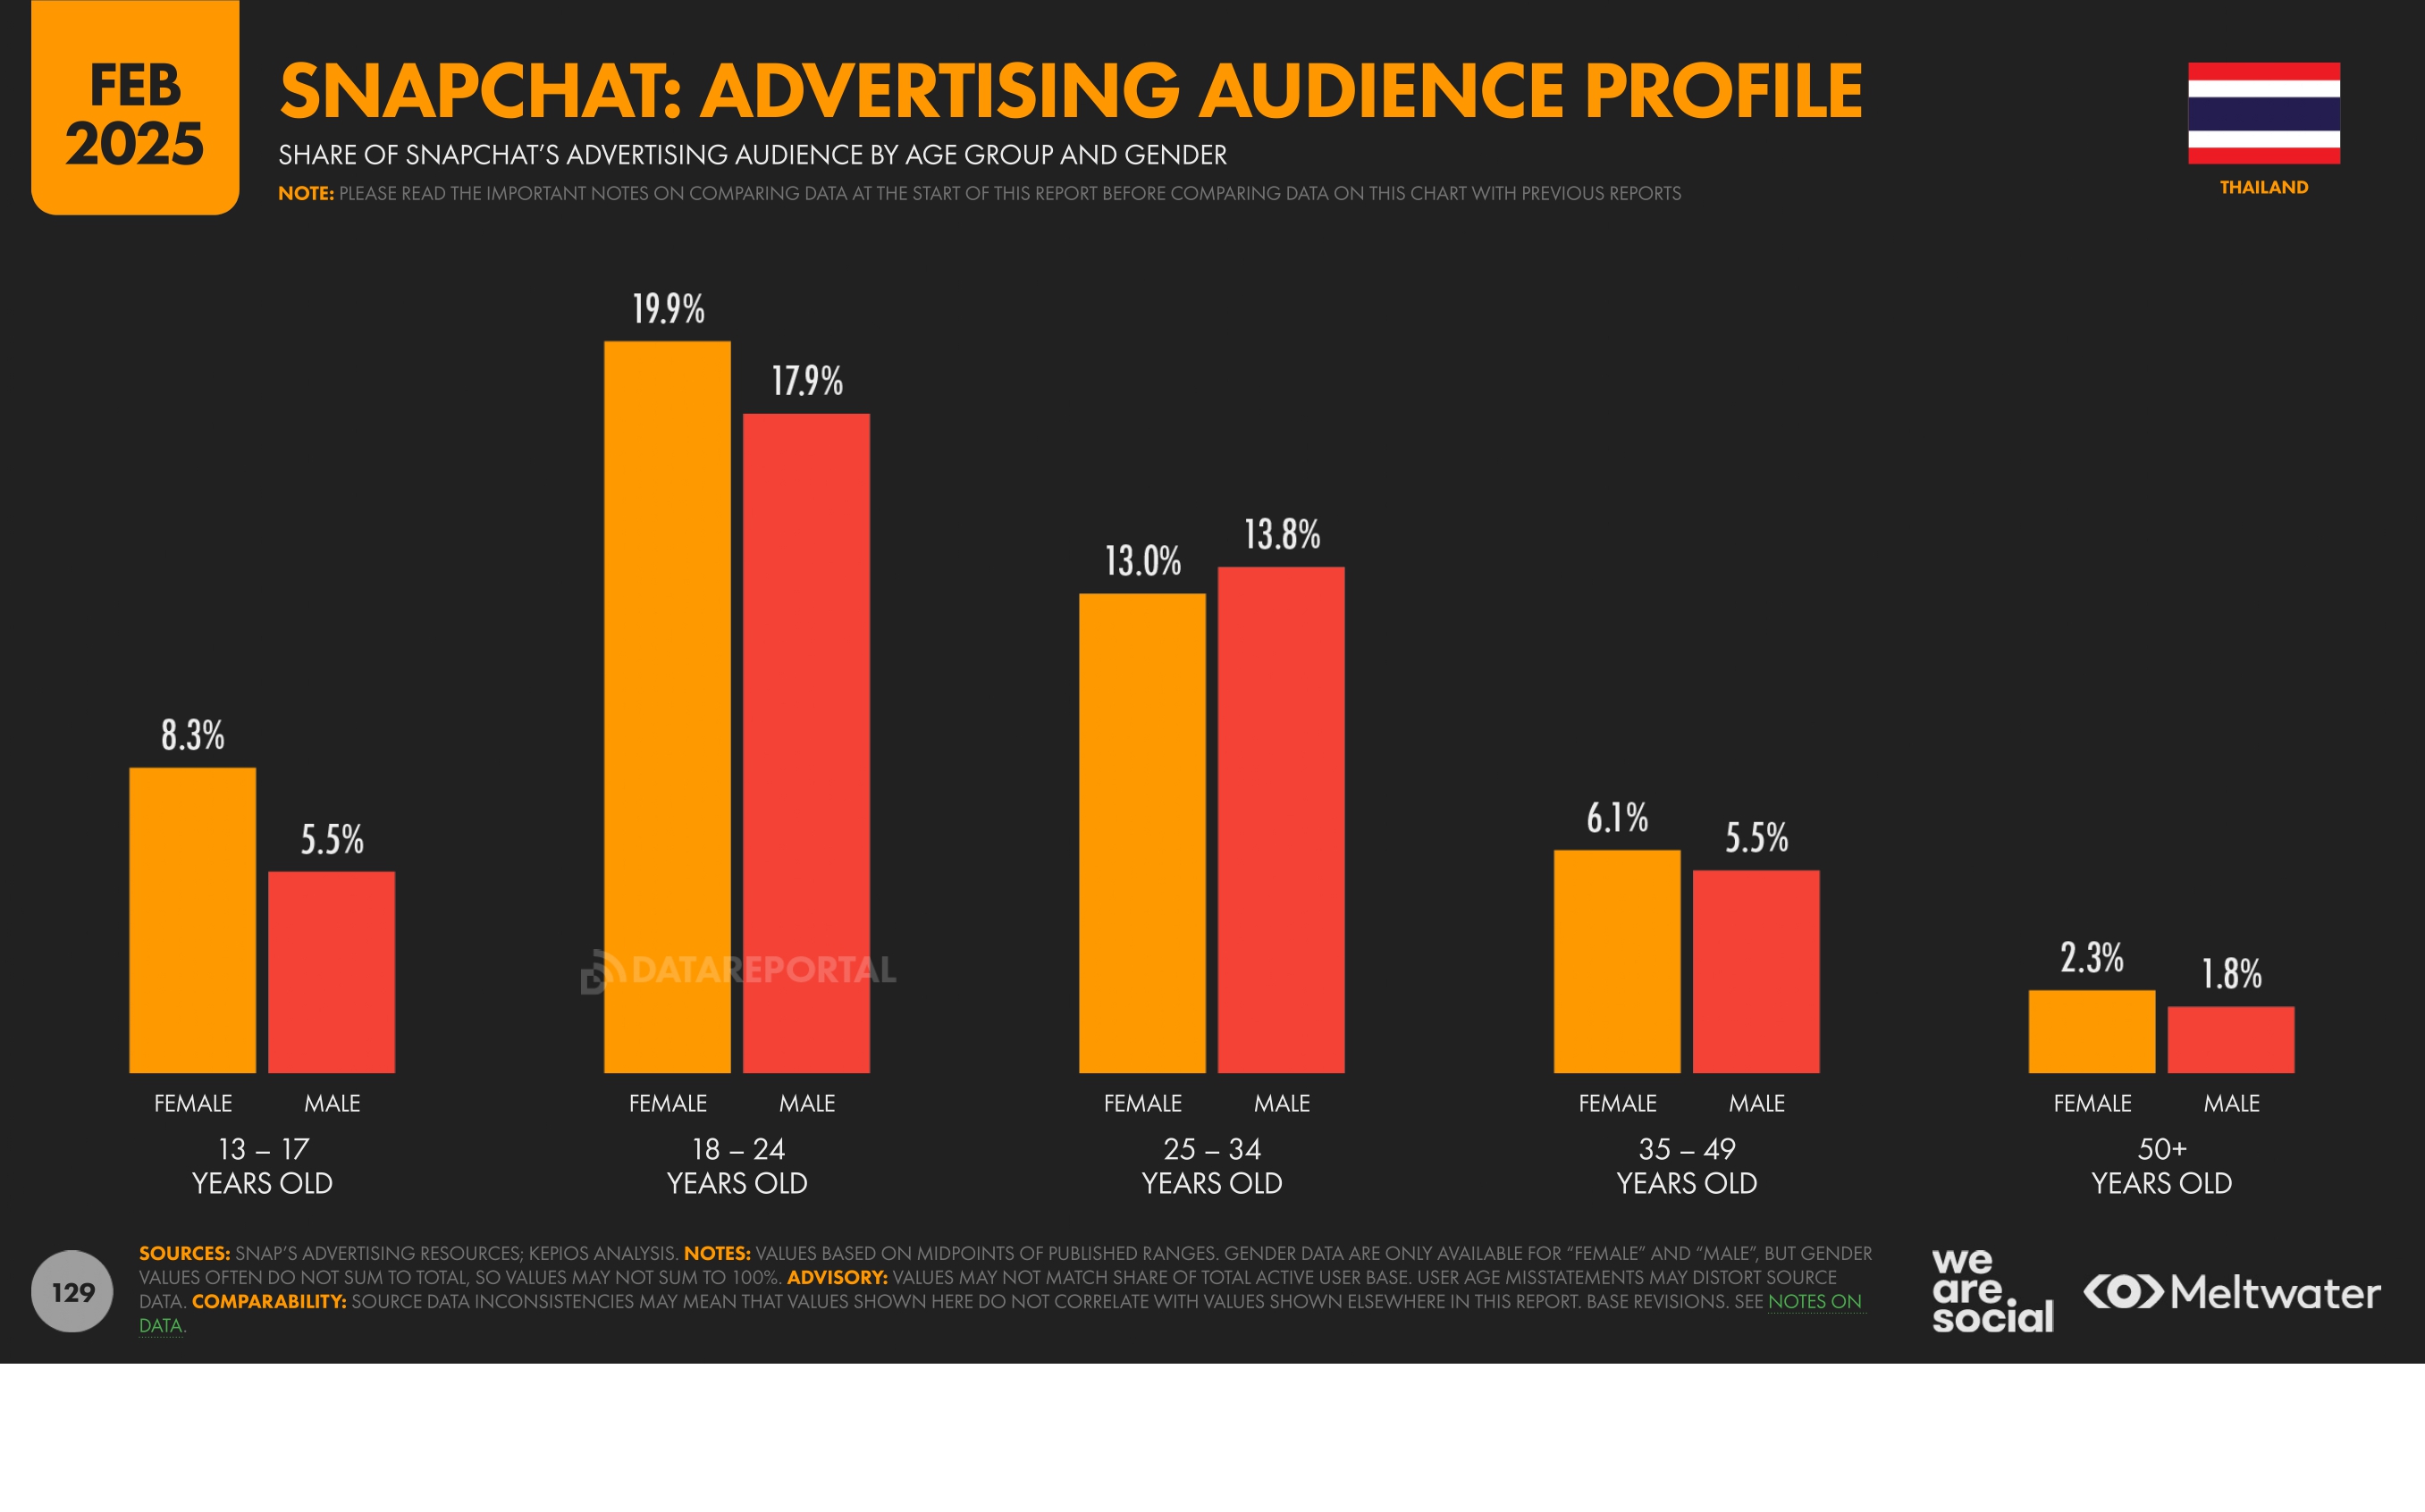 FEB
2025
SNAPCHAT: ADVERTISING AUDIENCE PROFILE
SHARE OF SNAPCHAT’S ADVERTISING AUDIENCE BY AGE GROUP AND GENDER
NOTE: PLEASE READ THE IMPORTANT NOTES ON COMPARING DATA AT THE START OF THIS REPORT BEFORE COMPARING DATA ON THIS CHART WITH PREVIOUS REPORTS
THAILAND
8.3%
5.5%
19.9%
17.9%
13.0%
13.8%
6.1%
5.5%
2.3%
1.8%
DATAREPORTAL
FEMALE MALE
13 – 17
YEARS OLD
FEMALE MALE
18 – 24
YEARS OLD
FEMALE MALE
25 – 34
YEARS OLD
FEMALE MALE
35 – 49
YEARS OLD
FEMALE MALE
50+
YEARS OLD
129
SOURCES: SNAP’S ADVERTISING RESOURCES; KEPIOS ANALYSIS. NOTES: VALUES BASED ON MIDPOINTS OF PUBLISHED RANGES. GENDER DATA ARE ONLY AVAILABLE FOR “FEMALE” AND “MALE”, BUT GENDER
VALUES OFTEN DO NOT SUM TO TOTAL, SO VALUES MAY NOT SUM TO 100%. ADVISORY: VALUES MAY NOT MATCH SHARE OF TOTAL ACTIVE USER BASE. USER AGE MISSTATEMENTS MAY DISTORT SOURCE
DATA. COMPARABILITY: SOURCE DATA INCONSISTENCIES MAY MEAN THAT VALUES SHOWN HERE DO NOT CORRELATE WITH VALUES SHOWN ELSEWHERE IN THIS REPORT. BASE REVISIONS. SEE NOTES ON
DATA.
we
are.
social
Meltwater